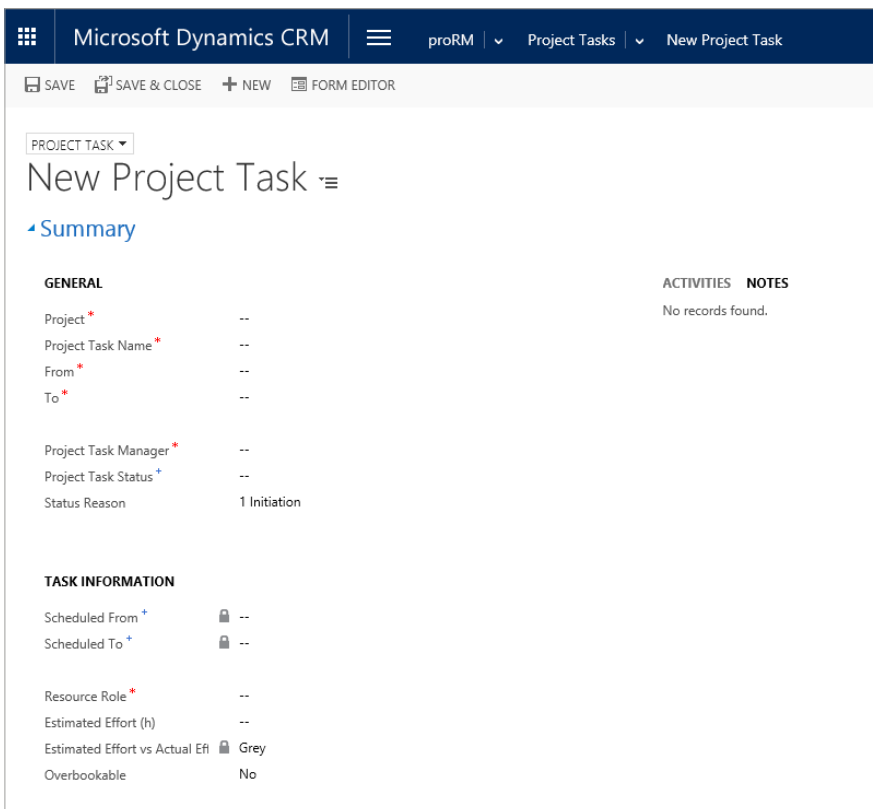 Microsoft Dynamics CRM proRM Project Tasks New Project Task
SAVE SAVE & CLOSE NEW FORM EDITOR
PROJECT TASK
New Project Task
Summary
GENERAL
Project* --
Project Task Name* --
From* --
To* --
Project Task Manager* --
Project Task Status+ --
Status Reason 1 Initiation
TASK INFORMATION
Scheduled From+ --
Scheduled To+ --
Resource Role* --
Estimated Effort (h) --
Estimated Effort vs Actual Eff Grey
Overbookable No
ACTIVITIES NOTES
No records found.